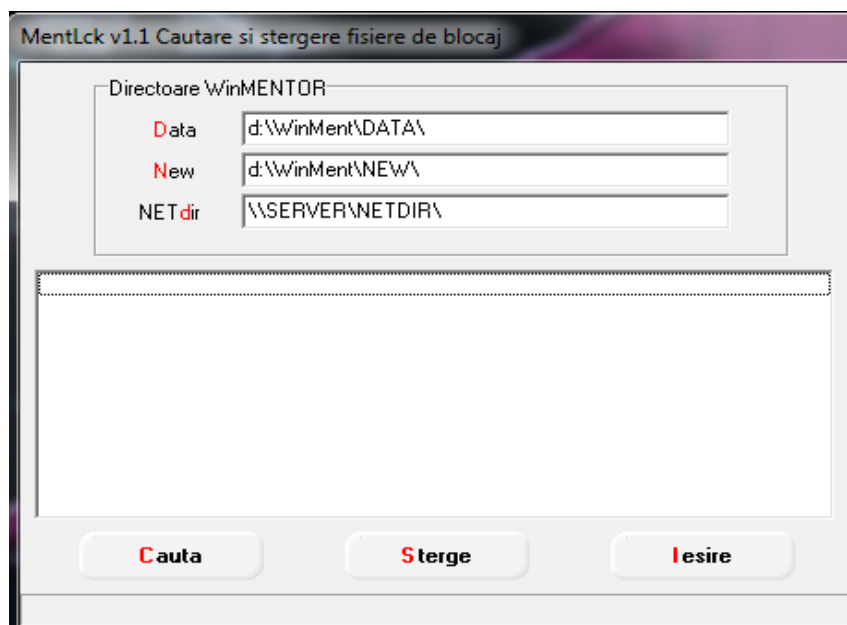 MentLck v1.1 Cautare si stergere fisiere de blocaj
Directoare WinMENTOR
Data d:\WinMent\DATA\
New d:\WinMent\NEW\
NETdir \\SERVER\NETDIR\
Cauta Sterge Iesire